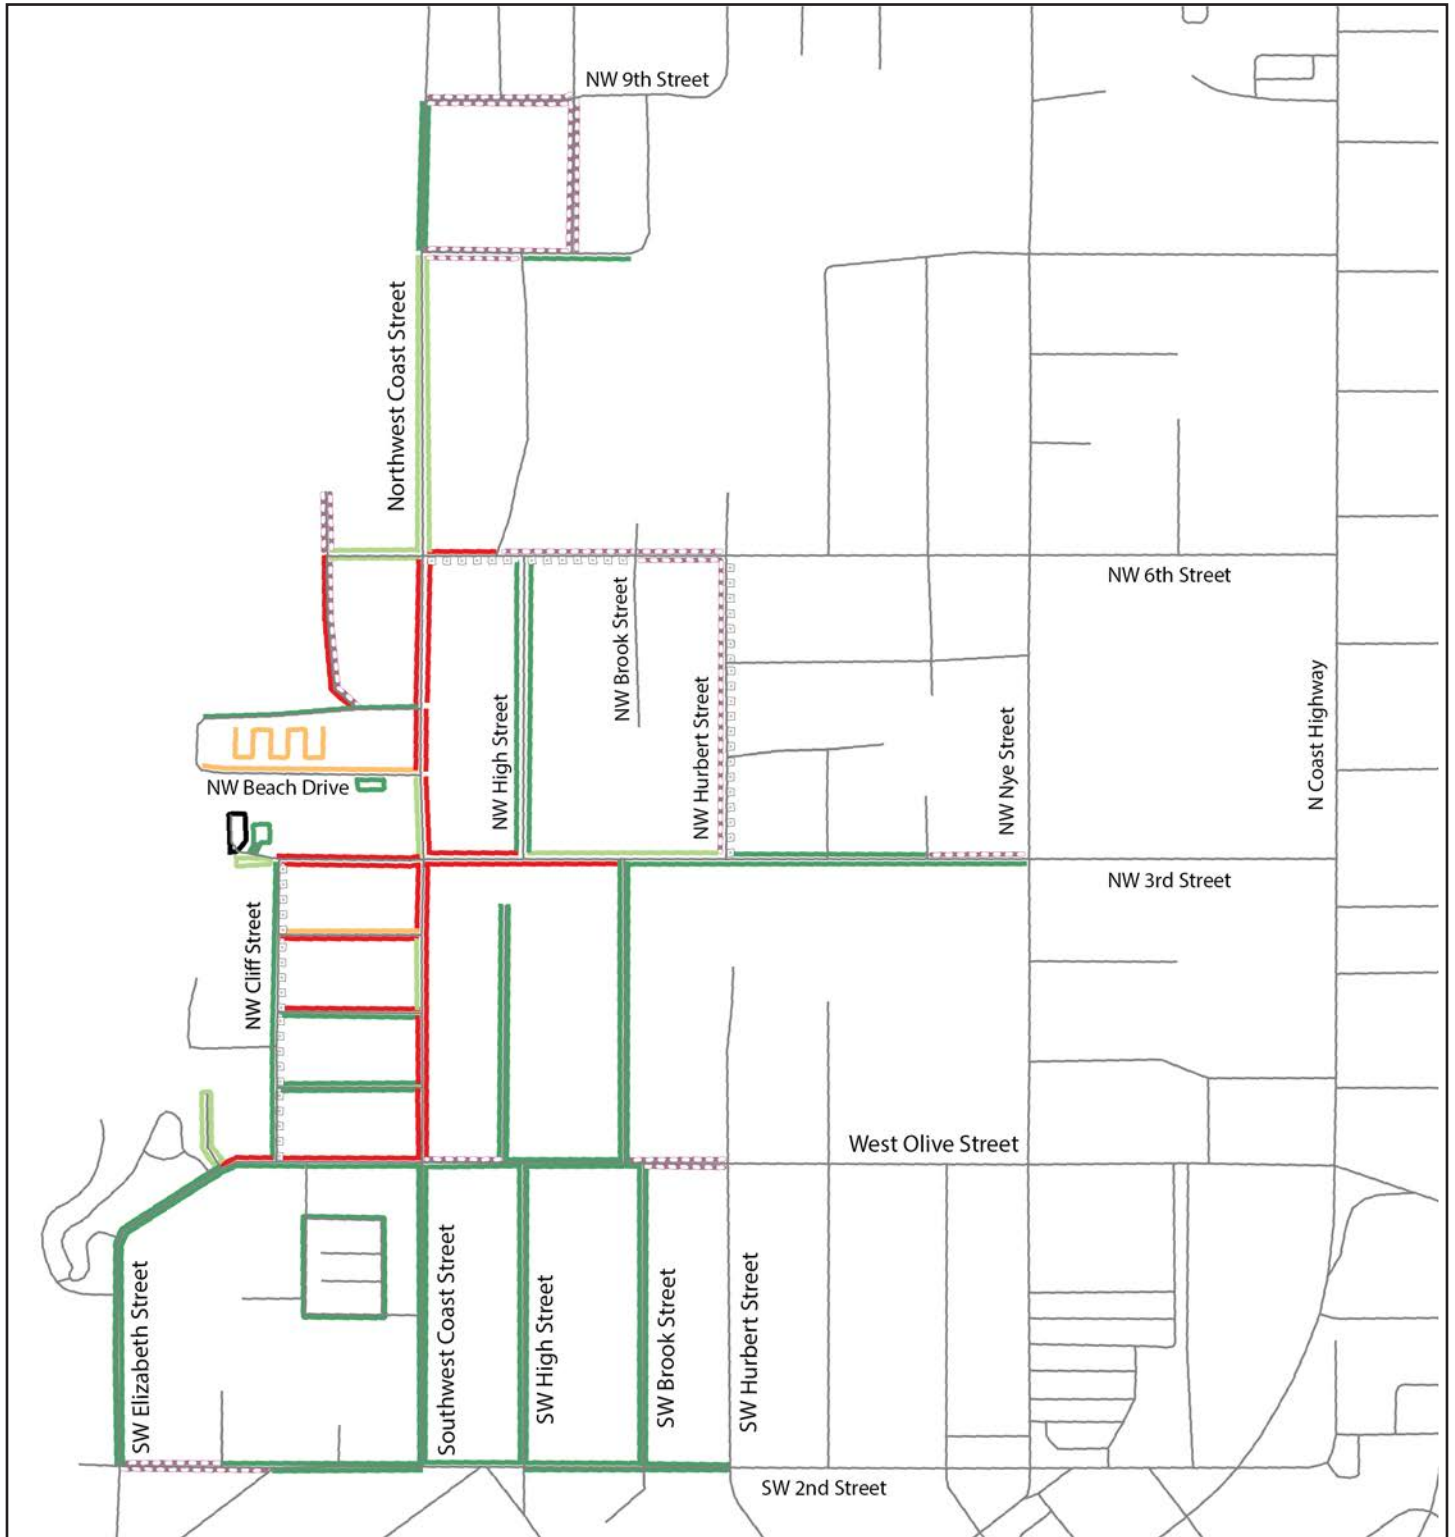 NW 9th Street
Northwest Coast Street
NW 6th Street
NW Brook Street
NW High Street
NW Hurbert Street
NW Nye Street
N Coast Highway
NW Beach Drive
NW 3rd Street
NW Cliff Street
West Olive Street
SW Elizabeth Street
Southwest Coast Street
SW High Street
SW Brook Street
SW Hurbert Street
SW 2nd Street